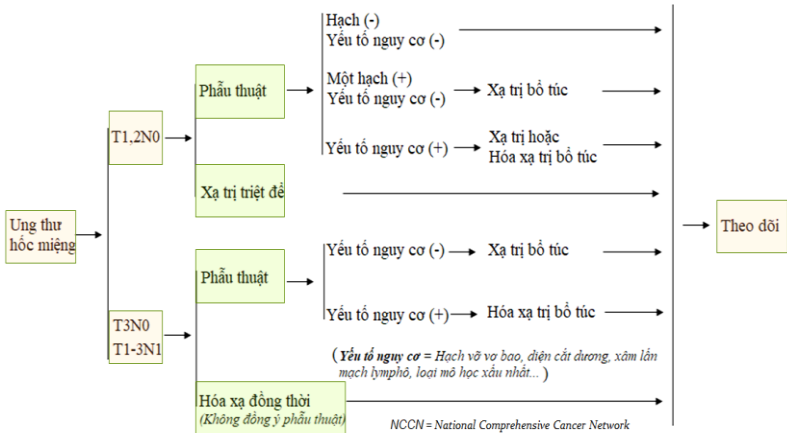 Ung thư
hốc miệng
T1,2N0
Phẫu thuật
Hạch (-)
Yếu tố nguy cơ (-)
Một hạch (+)
Yếu tố nguy cơ (-)
Xạ trị bổ túc
Yếu tố nguy cơ (+)
Xạ trị hoặc
Hóa xạ trị bổ túc
Xạ trị triệt để
T3N0
T1-3N1
Phẫu thuật
Yếu tố nguy cơ (-)
Xạ trị bổ túc
Yếu tố nguy cơ (+)
Hóa xạ trị bổ túc
(Yếu tố nguy cơ = Hạch vỡ vơ bao, diện cắt dương, xâm lấn
mạch lymphô, loại mô học xấu nhất... )
Hóa xạ đồng thời
(Không đồng ý phẫu thuật)
Theo dõi
NCCN = National Comprehensive Cancer Network